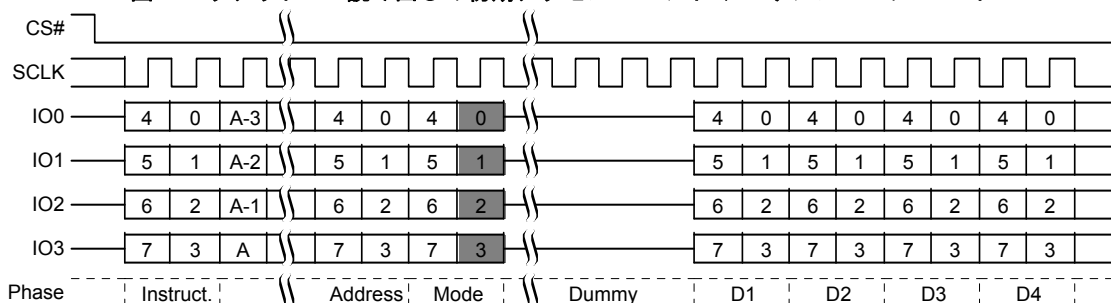 CS#
SCLK
IO0 4 0 A-3 4 0 4 0 4 0 4 0 4 0 4 0
IO1 5 1 A-2 5 1 5 1 5 1 5 1 5 1 5 1
IO2 6 2 A-1 6 2 6 2 6 2 6 2 6 2 6 2
IO3 7 3 A 7 3 7 3 7 3 7 3 7 3 7 3
Phase Instruct. Address Mode Dummy D1 D2 D3 D4